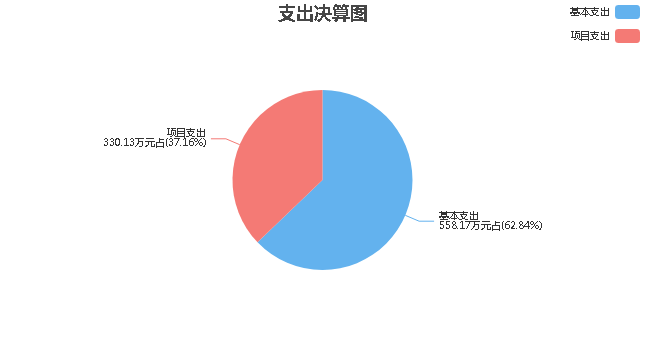 支出决算图
基本支出
项目支出
项目支出
330.13万元占(37.16%)
基本支出
558.17万元占(62.84%)